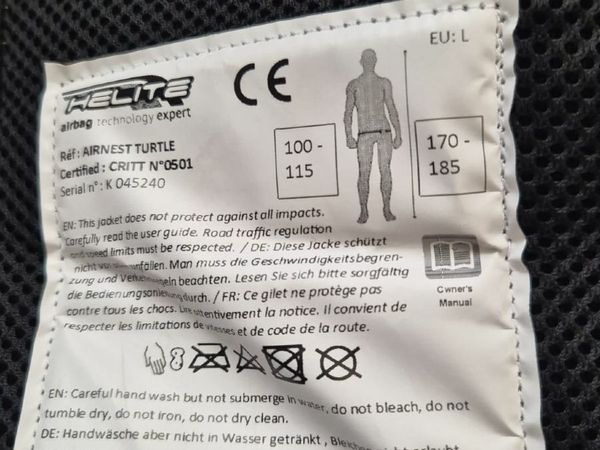 HELITE
airbag technology expert
CE
EU: L
Réf: AIRNEST TURTLE
Certified : CRITT N°0501
Serial n° : K 045240
100 -
115
170 -
185
EN: This jacket does not protect against all impacts.
Carefully read the user guide. Road traffic regulation
and speed limits must be respected. / DE: Diese Jacke schützt
nicht vor unfällen. Man muss die Geschwindigkeitsbegren-
zung und beachten. Lesen Sie sich bitte sorgfältig
die Bedienungsanleitung durch. / FR: Ce gilet ne protège pas
contre tous les chocs. Lire attentivement la notice. Il convient de
respecter les limitations de vitesses et de code de la route.
Owner's
Manual
EN: Careful hand wash but not submerge in water, do not bleach, do not
tumble dry, do not iron, do not dry clean.
DE: Handwäsche aber nicht in Wasser getränkt , nicht